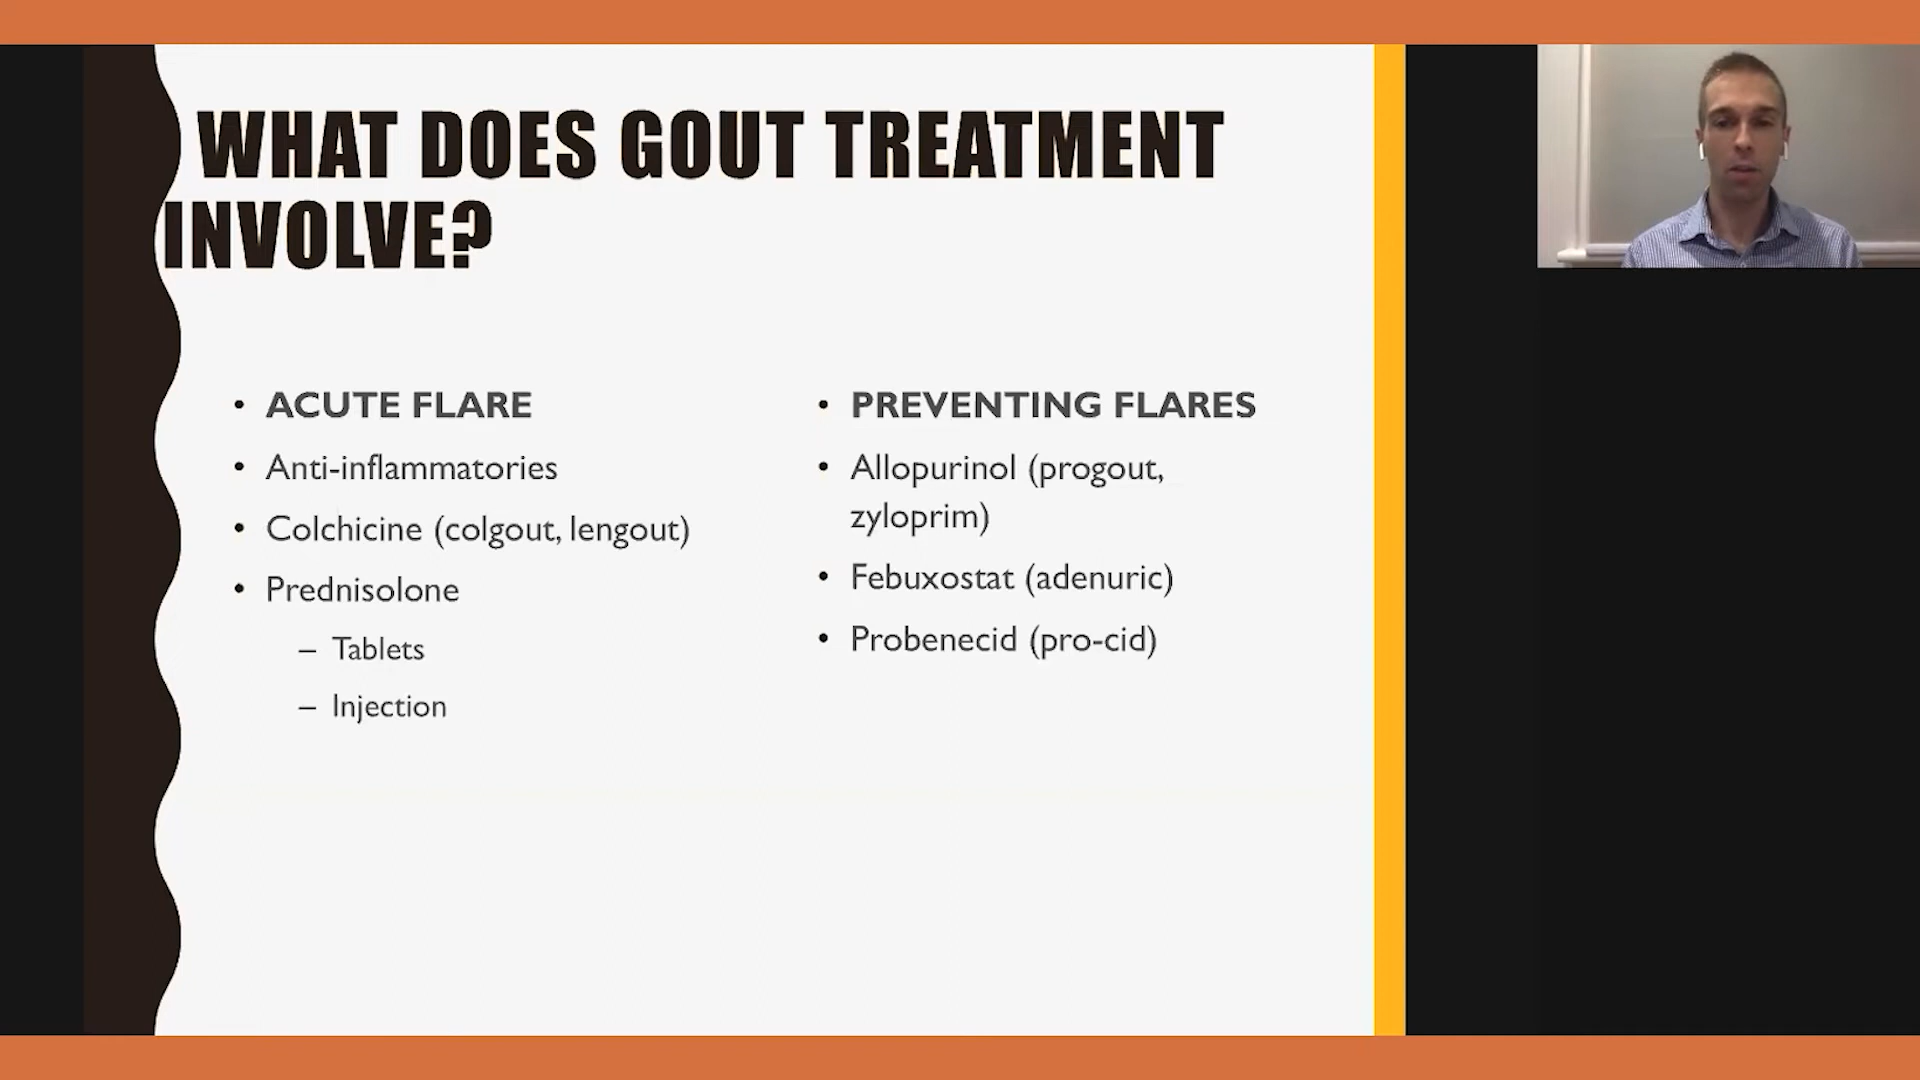 WHAT DOES GOUT TREATMENT
INVOLVE?
• ACUTE FLARE
• Anti-inflammatories
• Colchicine (colgout, lengout)
• Prednisolone
– Tablets
– Injection
• PREVENTING FLARES
• Allopurinol (progout,
zyloprim)
• Febuxostat (adenuric)
• Probenecid (pro-cid)